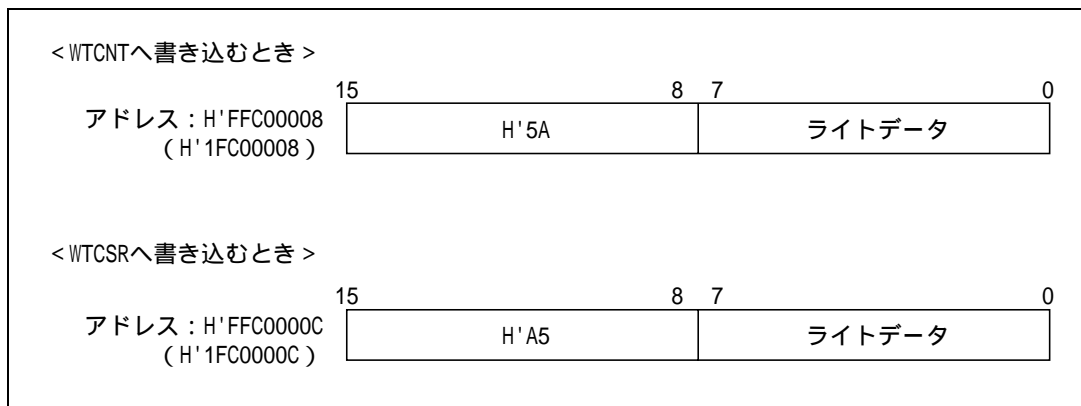 <WTCNTへ書き込むとき>
15 8 7 0
アドレス：H'FFC00008 H'5A ライトデータ
（H'1FC00008）
<WTCSRへ書き込むとき>
15 8 7 0
アドレス：H'FFC0000C H'A5 ライトデータ
（H'1FC0000C）